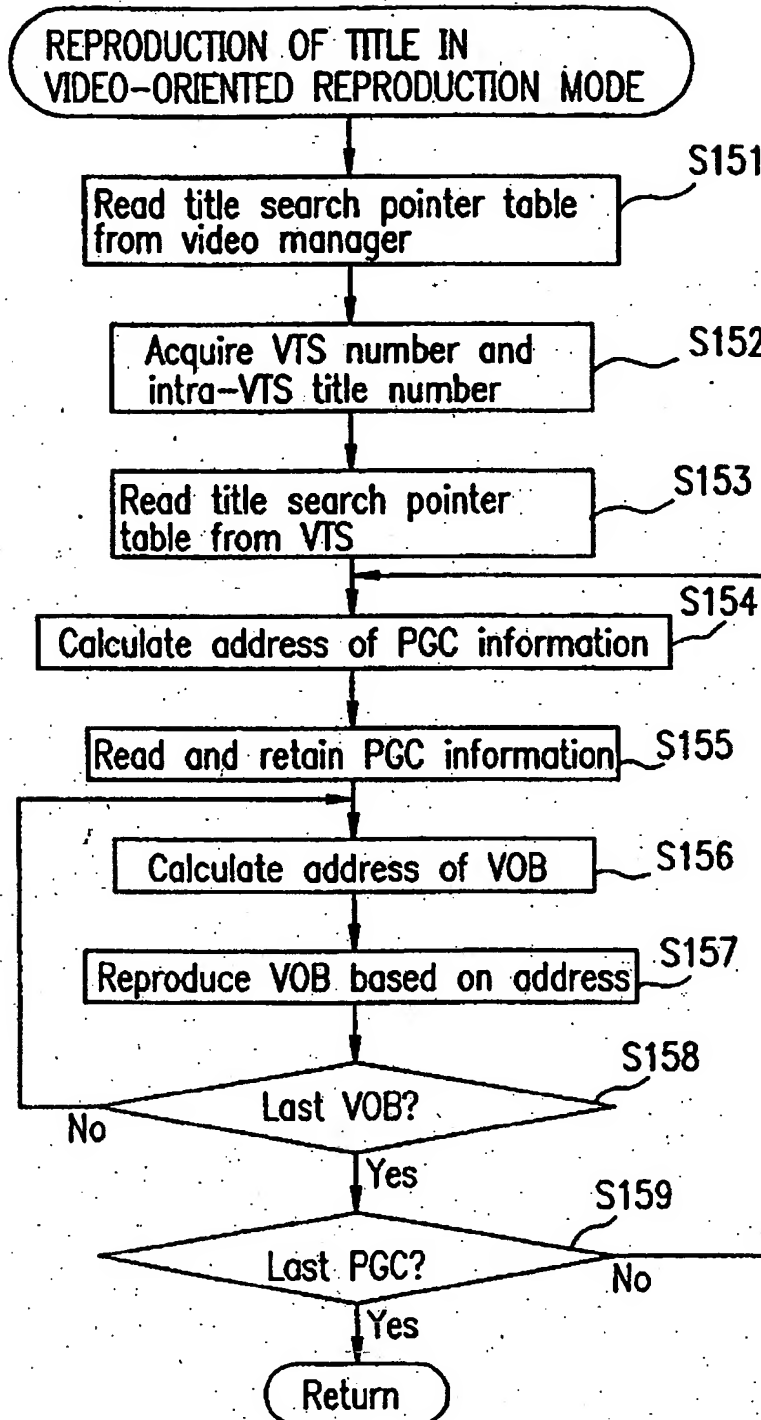 REPRODUCTION OF TITLE IN
VIDEO-ORIENTED REPRODUCTION MODE
S151
Read title search pointer table
from video manager
S152
Acquire VTS number and
intra-VTS title number
S153
Read title search pointer
table from VTS
S154
Calculate address of PGC information
Read and retain PGC information
S155
Calculate address of VOB
S156
Reproduce VOB based on address
S157
S158
Last VOB?
No
Yes
S159
Last PGC?
No
Yes
Return